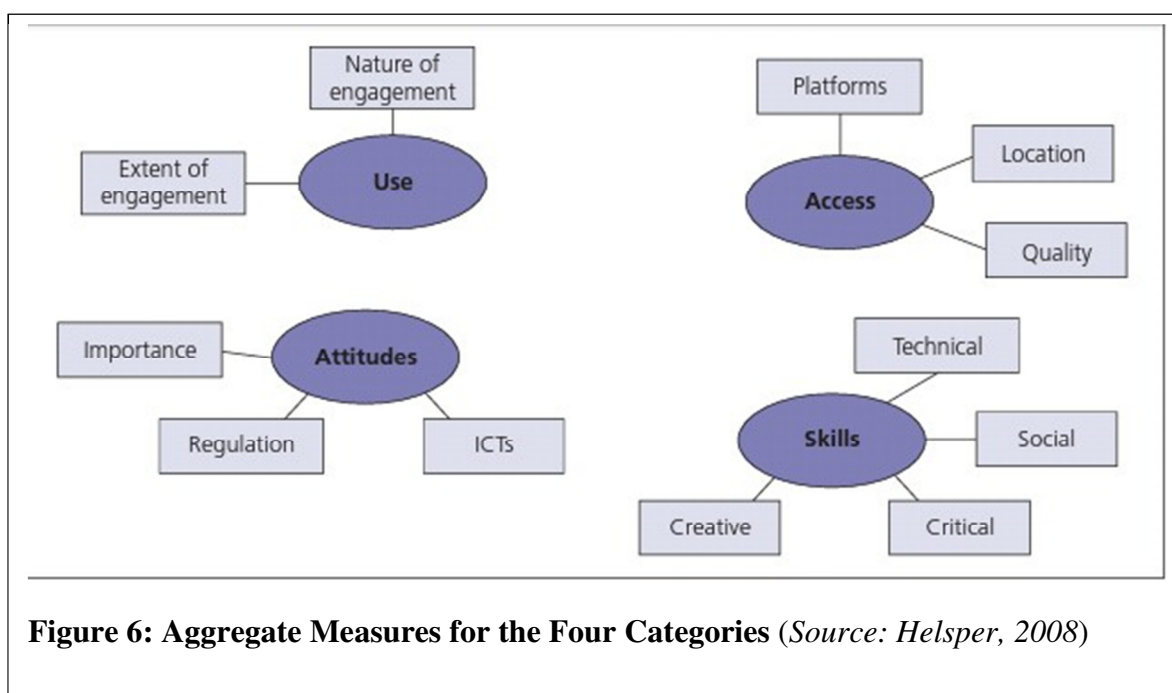 Nature of
engagement
Extent of
engagement
Use
Platforms
Location
Access
Quality
Importance
Attitudes
Regulation
ICTs
Technical
Skills
Social
Creative
Critical
Figure 6: Aggregate Measures for the Four Categories (Source: Helsper, 2008)